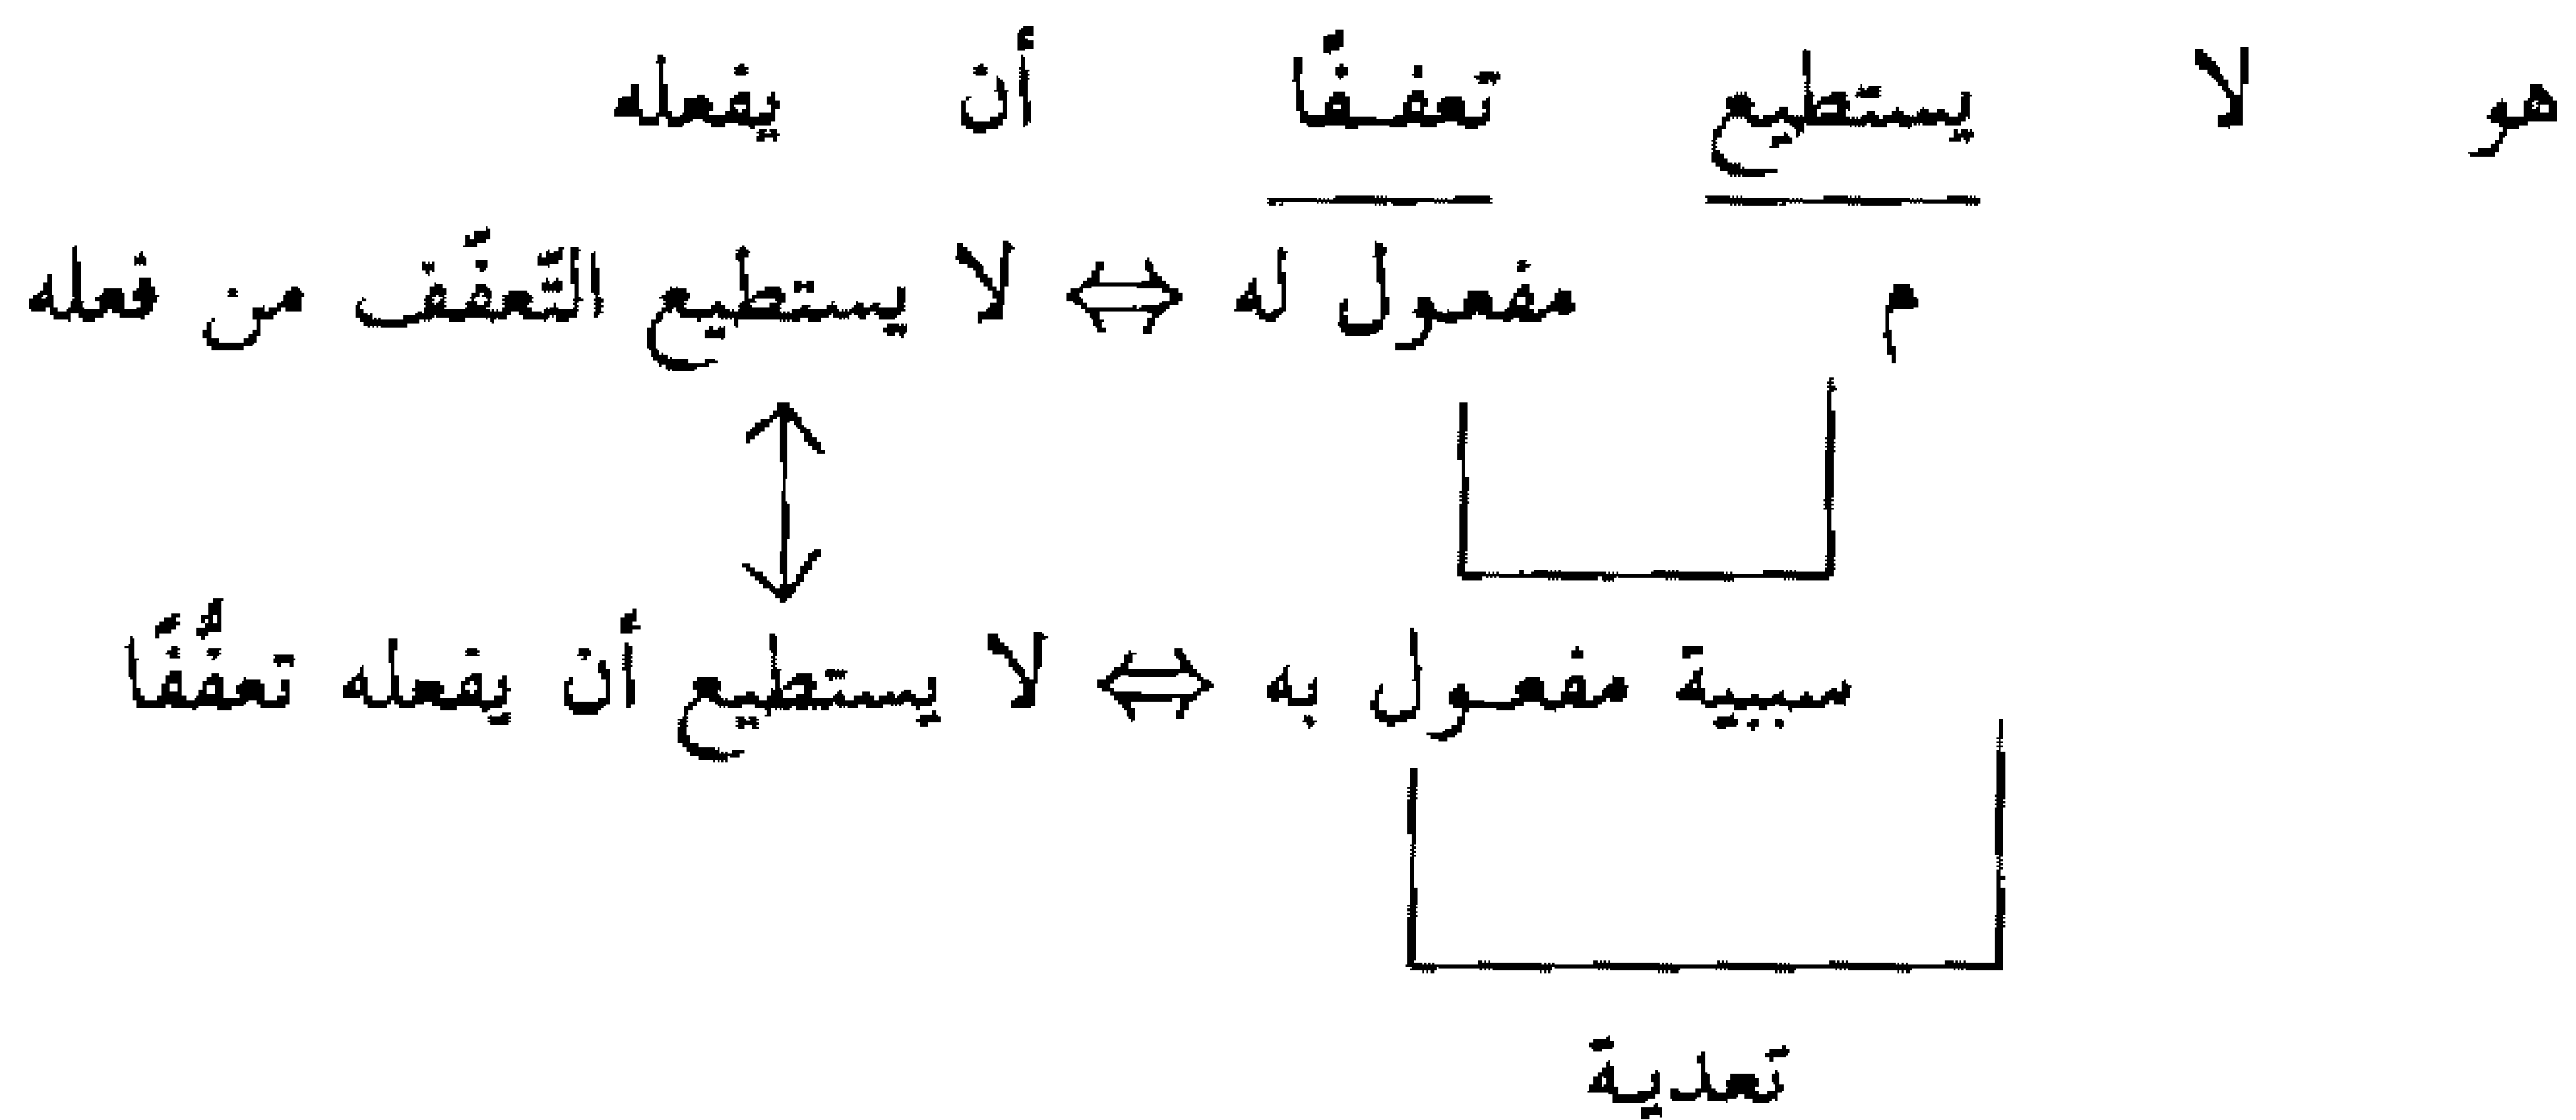 هو لا يستطيع تعففًا أن يفعله
م مفعول له ⇔ لا يستطيع التّعفّف من فعله
سببية مفعول به ⇔ لا يستطيع أن يفعله تعفُّفًا
تعدية